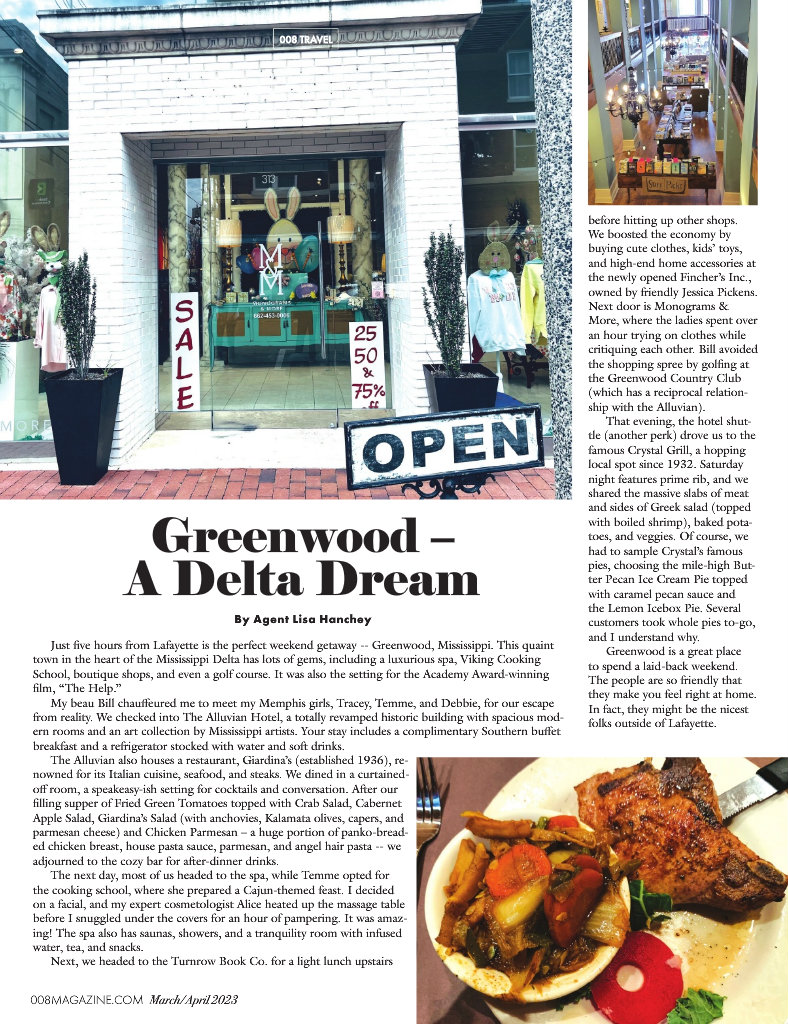 008 TRAVEL
313
M
&
M
MONOGRAMS
& MORE
662-453-0006
SALE
25
50
&
75%
off
MORE
OPEN
Greenwood –
A Delta Dream
By Agent Lisa Hanchey
Just five hours from Lafayette is the perfect weekend getaway -- Greenwood, Mississippi. This quaint
town in the heart of the Mississippi Delta has lots of gems, including a luxurious spa, Viking Cooking
School, boutique shops, and even a golf course. It was also the setting for the Academy Award-winning
film, “The Help.”
My beau Bill chauffeured me to meet my Memphis girls, Tracey, Temme, and Debbie, for our escape
from reality. We checked into The Alluvian Hotel, a totally revamped historic building with spacious mod-
ern rooms and an art collection by Mississippi artists. Your stay includes a complimentary Southern buffet
breakfast and a refrigerator stocked with water and soft drinks.
The Alluvian also houses a restaurant, Giardina’s (established 1936), re-
nowned for its Italian cuisine, seafood, and steaks. We dined in a curtained-
off room, a speakeasy-ish setting for cocktails and conversation. After our
filling supper of Fried Green Tomatoes topped with Crab Salad, Cabernet
Apple Salad, Giardina’s Salad (with anchovies, Kalamata olives, capers, and
parmesan cheese) and Chicken Parmesan – a huge portion of panko-bread-
ed chicken breast, house pasta sauce, parmesan, and angel hair pasta -- we
adjourned to the cozy bar for after-dinner drinks.
The next day, most of us headed to the spa, while Temme opted for
the cooking school, where she prepared a Cajun-themed feast. I decided
on a facial, and my expert cosmetologist Alice heated up the massage table
before I snuggled under the covers for an hour of pampering. It was amaz-
ing! The spa also has saunas, showers, and a tranquility room with infused
water, tea, and snacks.
Next, we headed to the Turnrow Book Co. for a light lunch upstairs
Staff Picks
before hitting up other shops.
We boosted the economy by
buying cute clothes, kids’ toys,
and high-end home accessories at
the newly opened Fincher’s Inc.,
owned by friendly Jessica Pickens.
Next door is Monograms &
More, where the ladies spent over
an hour trying on clothes while
critiquing each other. Bill avoided
the shopping spree by golfing at
the Greenwood Country Club
(which has a reciprocal relation-
ship with the Alluvian).
That evening, the hotel shut-
tle (another perk) drove us to the
famous Crystal Grill, a hopping
local spot since 1932. Saturday
night features prime rib, and we
shared the massive slabs of meat
and sides of Greek salad (topped
with boiled shrimp), baked pota-
toes, and veggies. Of course, we
had to sample Crystal’s famous
pies, choosing the mile-high But-
ter Pecan Ice Cream Pie topped
with caramel pecan sauce and
the Lemon Icebox Pie. Several
customers took whole pies to-go,
and I understand why.
Greenwood is a great place
to spend a laid-back weekend.
The people are so friendly that
they make you feel right at home.
In fact, they might be the nicest
folks outside of Lafayette.
008MAGAZINE.COM March/April 2023